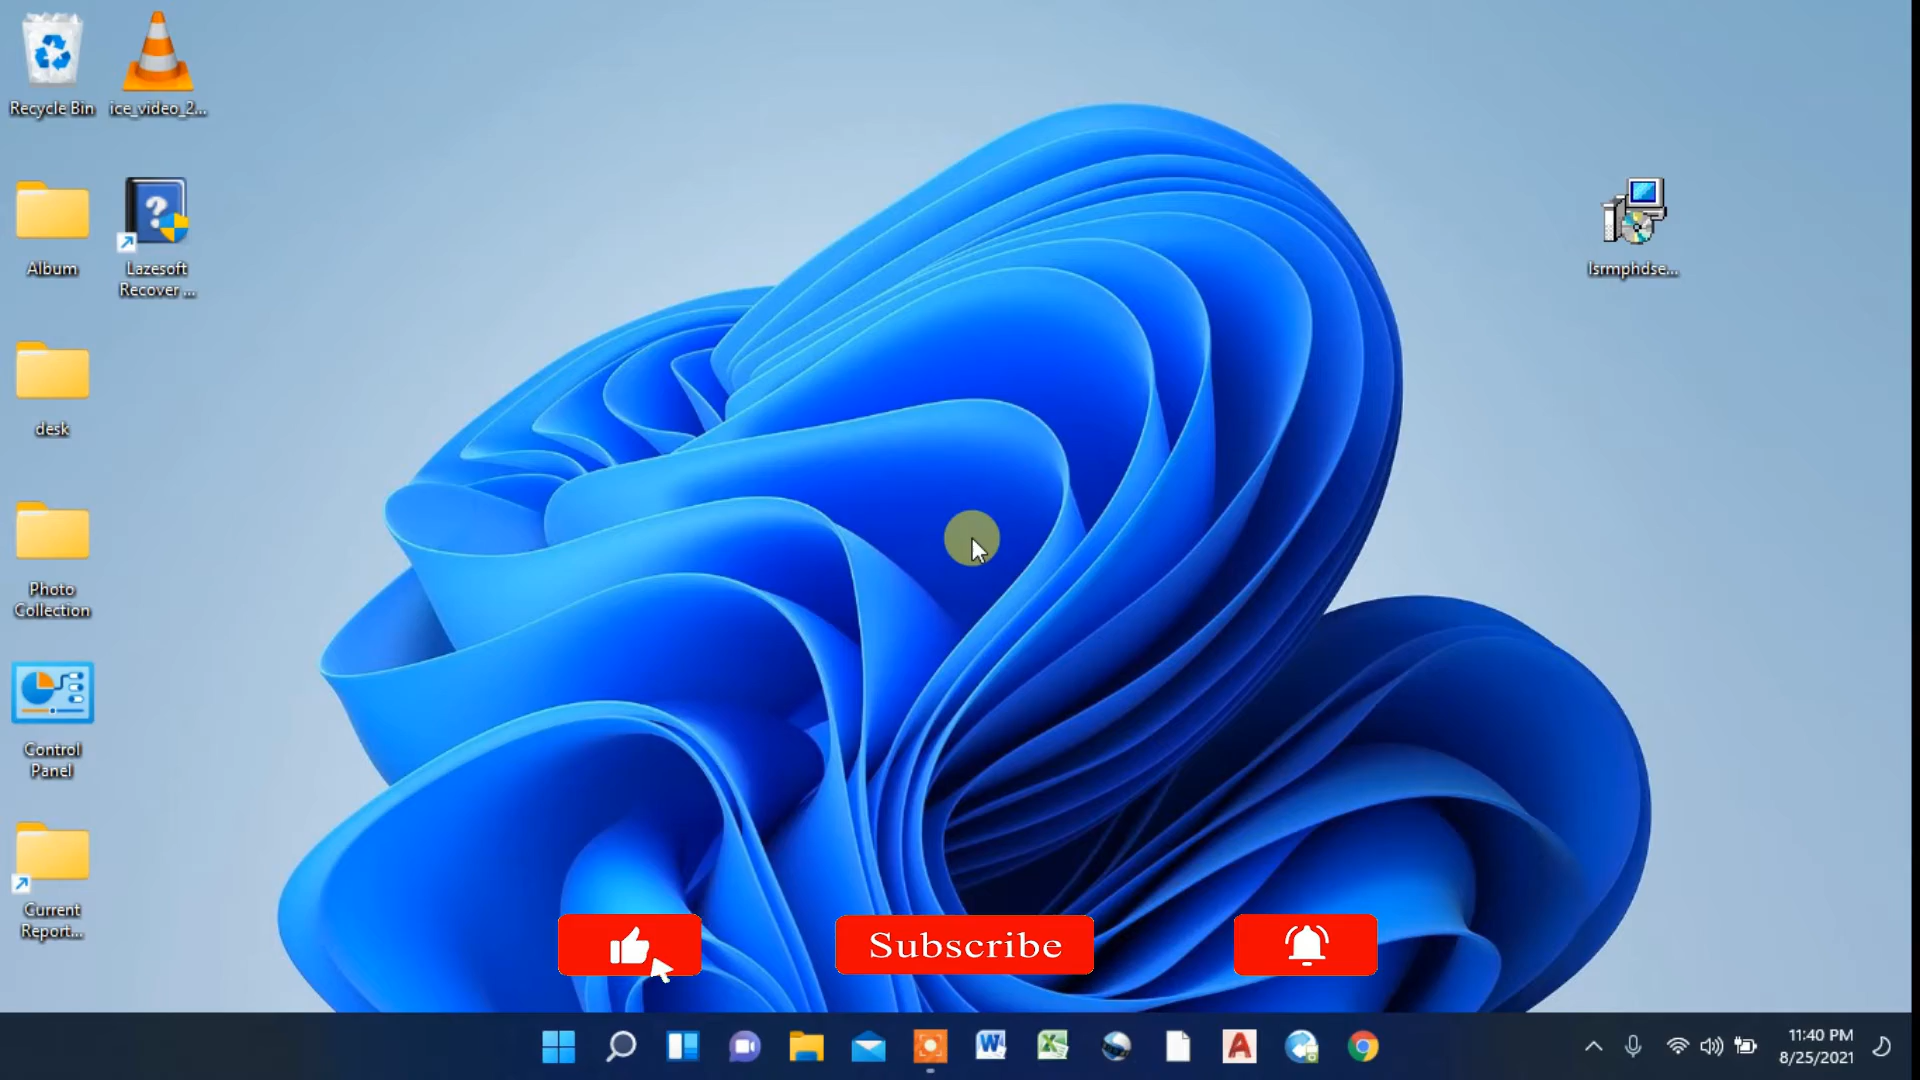 Recycle Bin
ice_video_2...
Album
Lazesoft
Recover ...
lsrmphdse...
desk
Photo
Collection
Control
Panel
Current
Report...
Subscribe
11:40 PM
8/25/2021